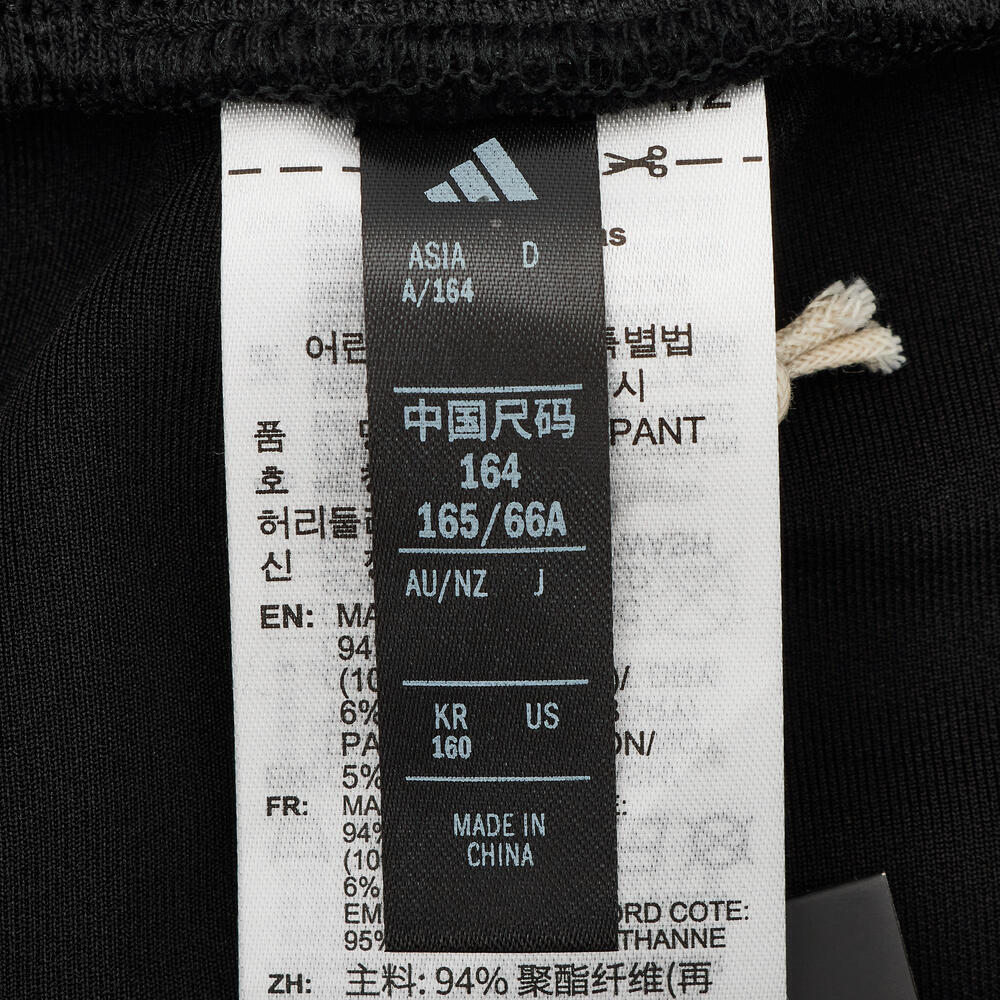 ASIA D
A/164
中国尺码
164
165/66A
AU/NZ J
KR US
160
MADE IN
CHINA
어린 특별법
시
품 PANT
호
허리둘
신
EN: MA
94
(10 )/
6%
PA ON/
5%
FR: MA E:
94%
(10
6%
EM ORD COTE:
95% THANNE
ZH: 主料: 94% 聚酯纤维(再